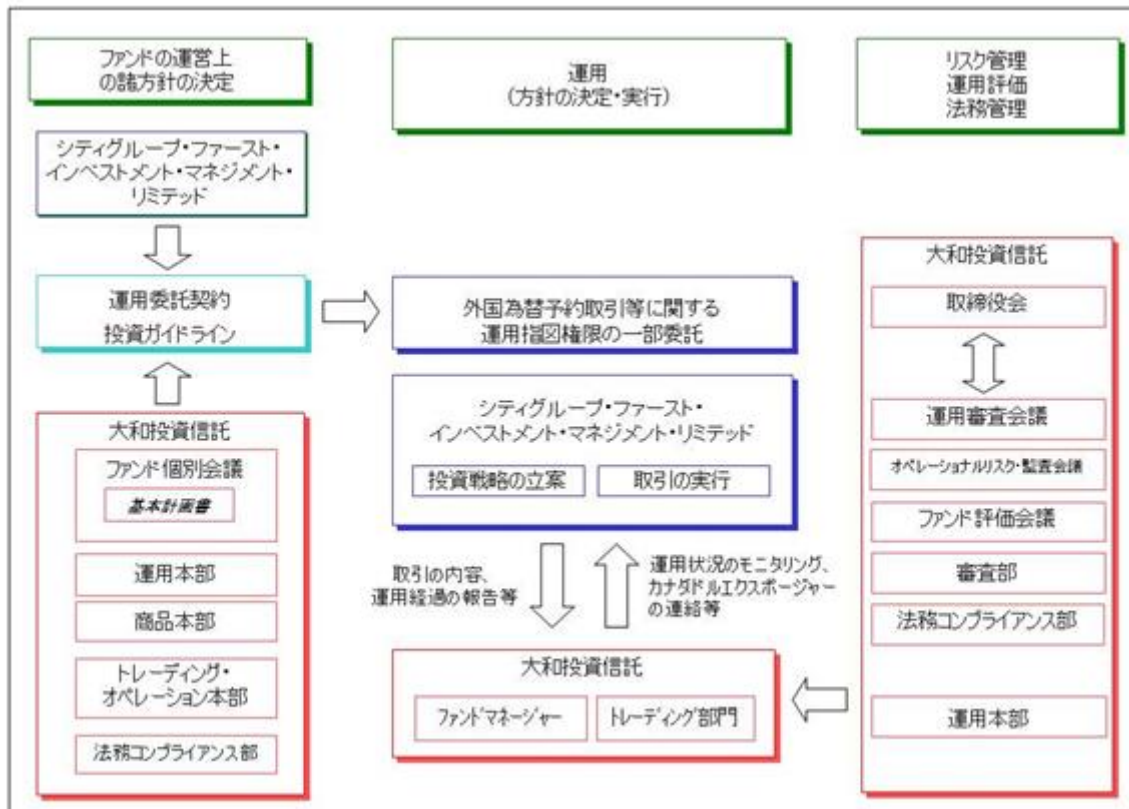 ファンドの運営上
の諸方針の決定
運用
(方針の決定・実行)
リスク管理
運用評価
法務管理
シティグループ・ファースト・
インベストメント・マネジメント・
リミテッド
運用委託契約
投資ガイドライン
外国為替予約取引等に関する
運用指図権限の一部委託
大和投資信託
ファンド個別会議
基本計画書
運用本部
商品本部
トレーディング・
オペレーション本部
法務コンプライアンス部
シティグループ・ファースト・
インベストメント・マネジメント・リミテッド
投資戦略の立案
取引の実行
取引の内容、
運用経過の報告等
運用状況のモニタリング、
カナダドルエクスポージャー
の連絡等
大和投資信託
ファンドマネージャー
トレーディング部門
大和投資信託
取締役会
運用審査会議
オペレーショナルリスク・監査会議
ファンド評価会議
審査部
法務コンプライアンス部
運用本部